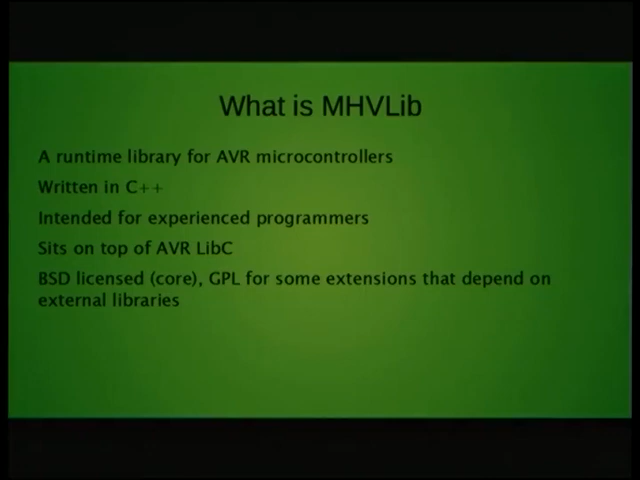 What is MHVLib
A runtime library for AVR microcontrollers
Written in C++
Intended for experienced programmers
Sits on top of AVR LibC
BSD licensed (core), GPL for some extensions that depend on
external libraries